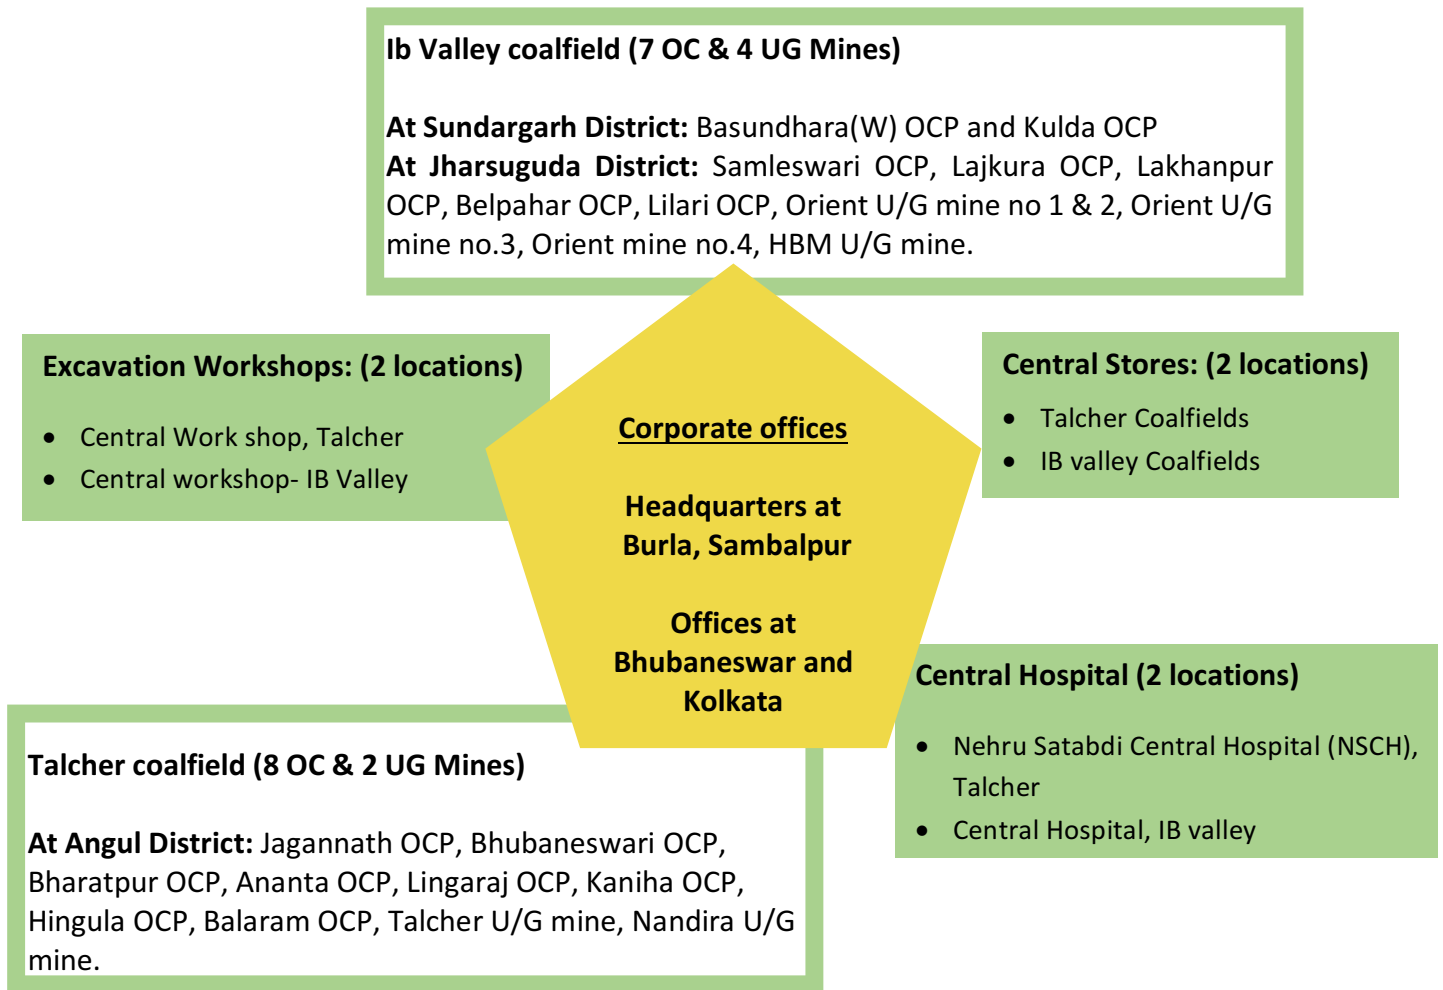 Ib Valley coalfield (7 OC & 4 UG Mines)
At Sundargarh District: Basundhara(W) OCP and Kulda OCP
At Jharsuguda District: Samleswari OCP, Lajkura OCP, Lakhanpur
OCP, Belpahar OCP, Lilari OCP, Orient U/G mine no 1 & 2, Orient U/G
mine no.3, Orient mine no.4, HBM U/G mine.
Excavation Workshops: (2 locations)
• Central Work shop, Talcher
• Central workshop- IB Valley
Corporate offices
Headquarters at
Burla, Sambalpur
Offices at
Bhubaneswar and
Kolkata
Central Stores: (2 locations)
• Talcher Coalfields
• IB valley Coalfields
Talcher coalfield (8 OC & 2 UG Mines)
At Angul District: Jagannath OCP, Bhubaneswari OCP,
Bharatpur OCP, Ananta OCP, Lingaraj OCP, Kaniha OCP,
Hingula OCP, Balaram OCP, Talcher U/G mine, Nandira U/G
mine.
Central Hospital (2 locations)
• Nehru Satabdi Central Hospital (NSCH),
Talcher
• Central Hospital, IB valley